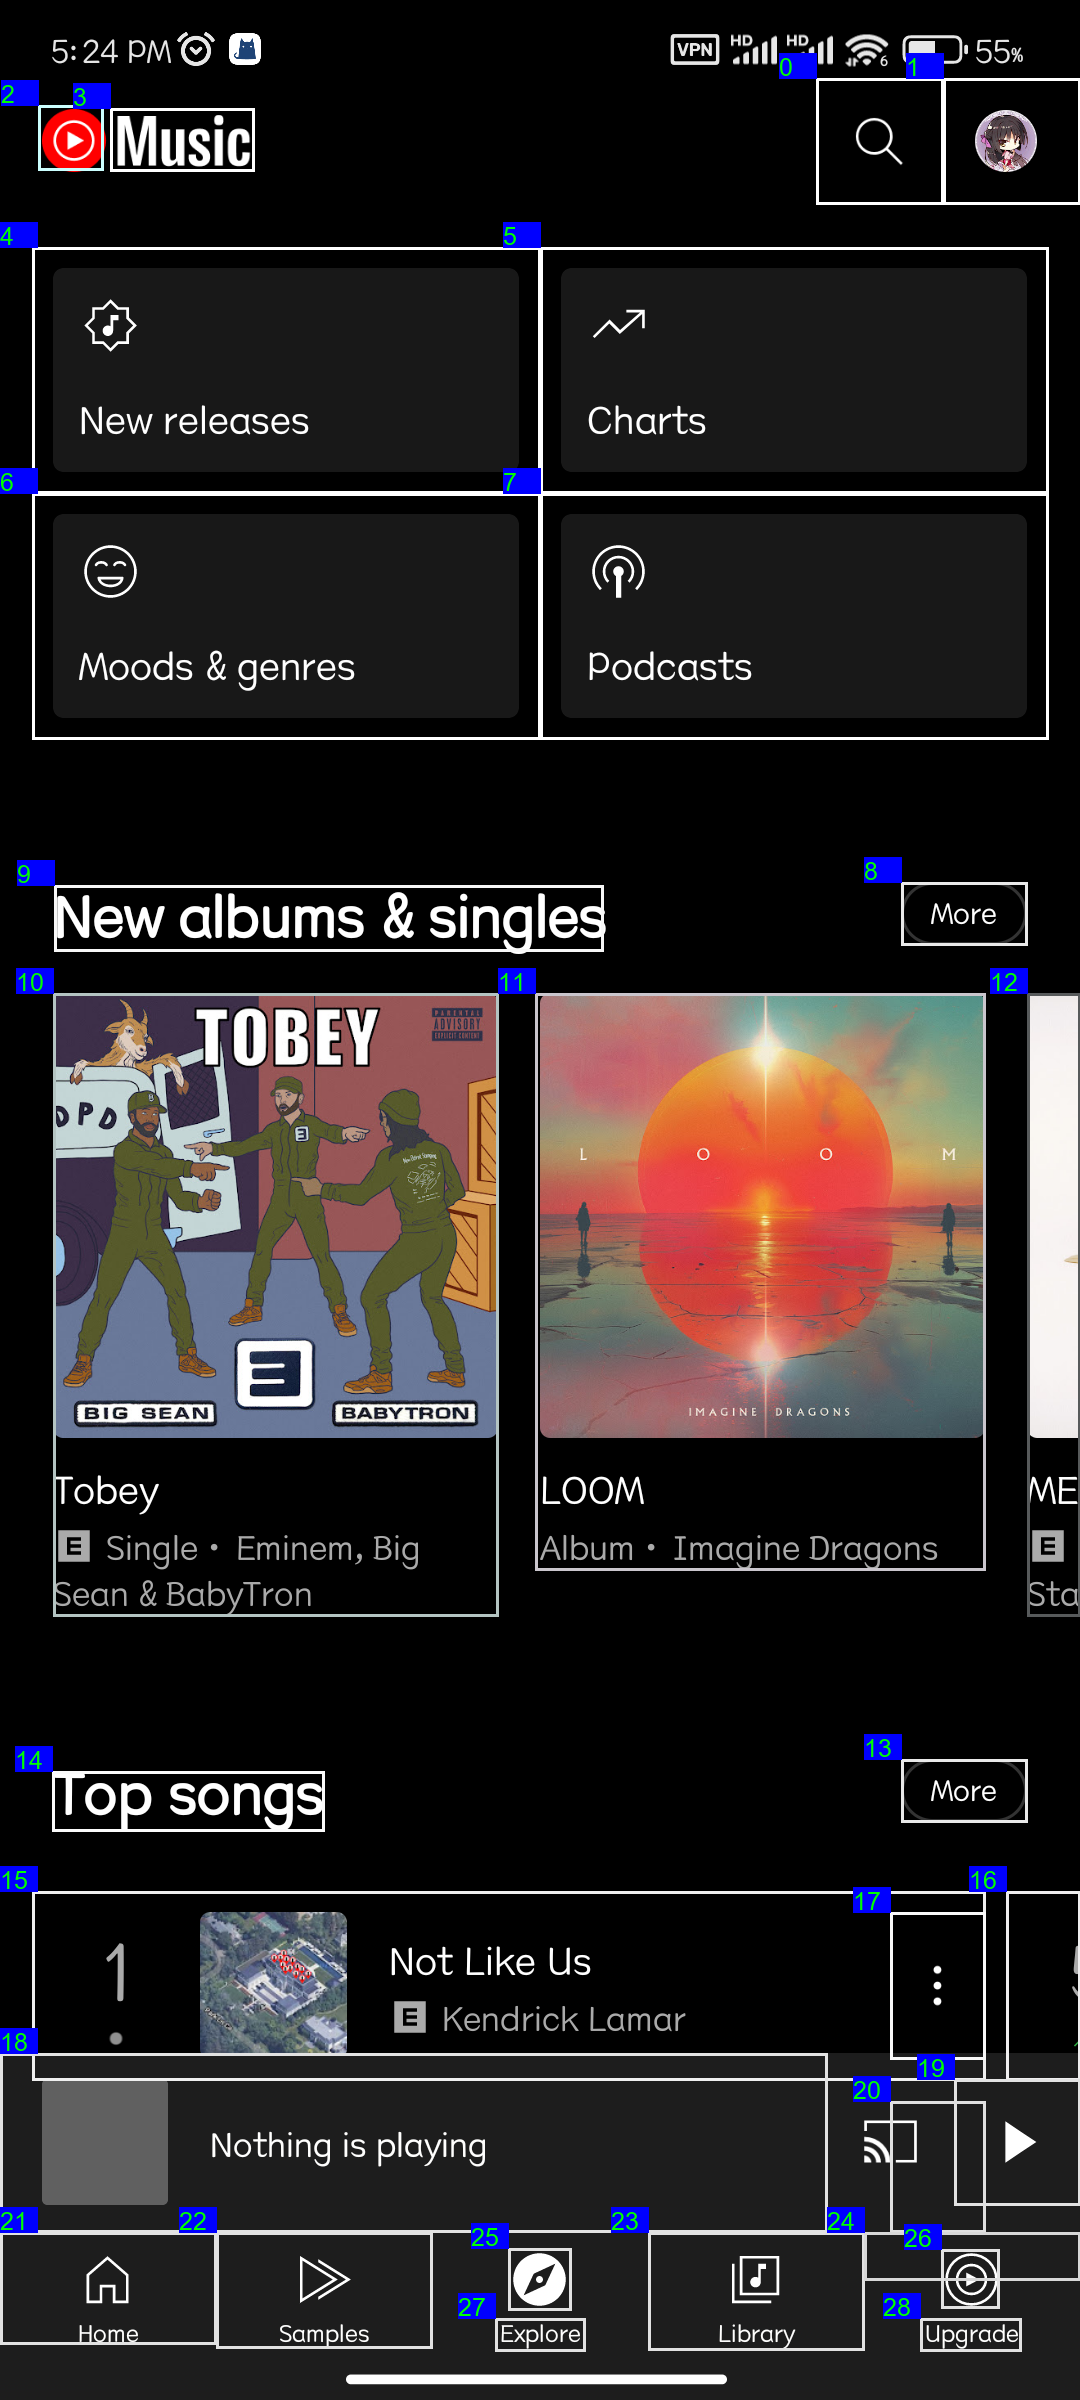 5:24 PM
VPN HD HD 6 55%
0 1
2 3
Music
4 5
New releases
Charts
6 7
Moods & genres
Podcasts
9 8
New albums & singles
More
10 11 12
TOBEY
PARENTAL
ADVISORY
EXPLICIT CONTENT
DPD
BIG SEAN
BABYTRON
L O O M
IMAGINE DRAGONS
Tobey
E Single • Eminem, Big
Sean & BabyTron
LOOM
Album • Imagine Dragons
ME
E
Sta
14 13
Top songs
More
15 16
17
1
Not Like Us
E Kendrick Lamar
18
19
20
Nothing is playing
21 22 23 24
25 26
27 28
Home
Samples
Explore
Library
Upgrade